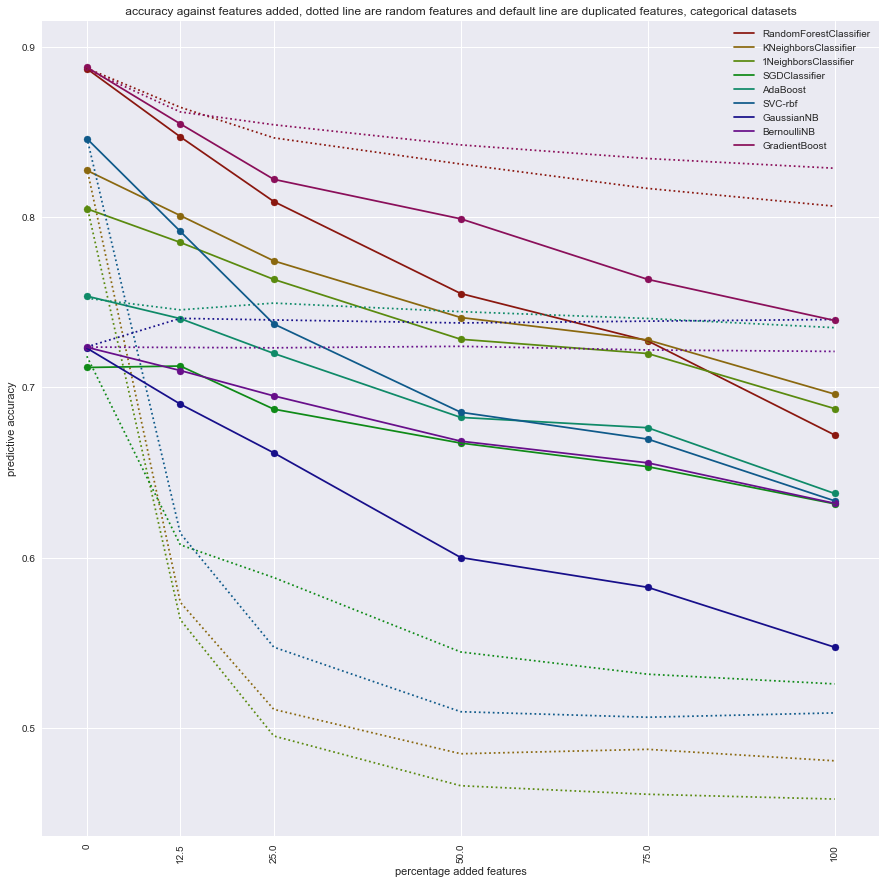 accuracy against features added, dotted line are random features and default line are duplicated features, categorical datasets
RandomForestClassifier
KNeighborsClassifier
1NeighborsClassifier
SGDClassifier
AdaBoost
SVC-rbf
GaussianNB
BernoulliNB
GradientBoost
0.9
0.8
0.7
0.6
0.5
predictive accuracy
0
12.5
25.0
50.0
75.0
100
percentage added features